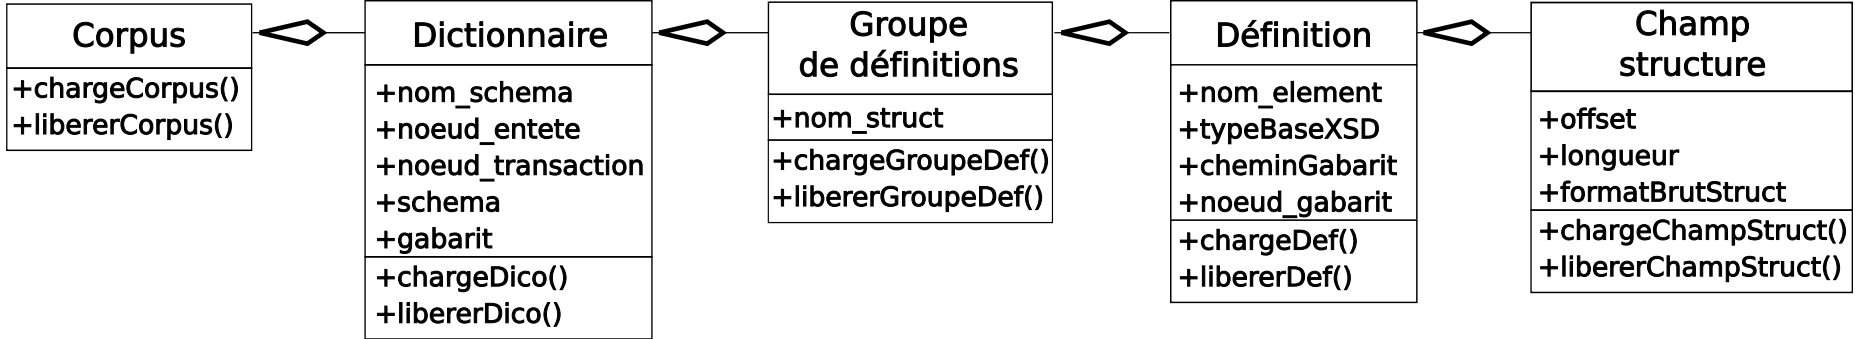 Corpus
+chargeCorpus()
+libererCorpus()
Dictionnaire
+nom_schema
+noeud_entete
+noeud_transaction
+schema
+gabarit
+chargeDico()
+libererDico()
Groupe
de définitions
+nom_struct
+chargeGroupeDef()
+libererGroupeDef()
Définition
+nom_element
+typeBaseXSD
+cheminGabarit
+noeud_gabarit
+chargeDef()
+libererDef()
Champ
structure
+offset
+longueur
+formatBrutStruct
+chargeChampStruct()
+libererChampStruct()